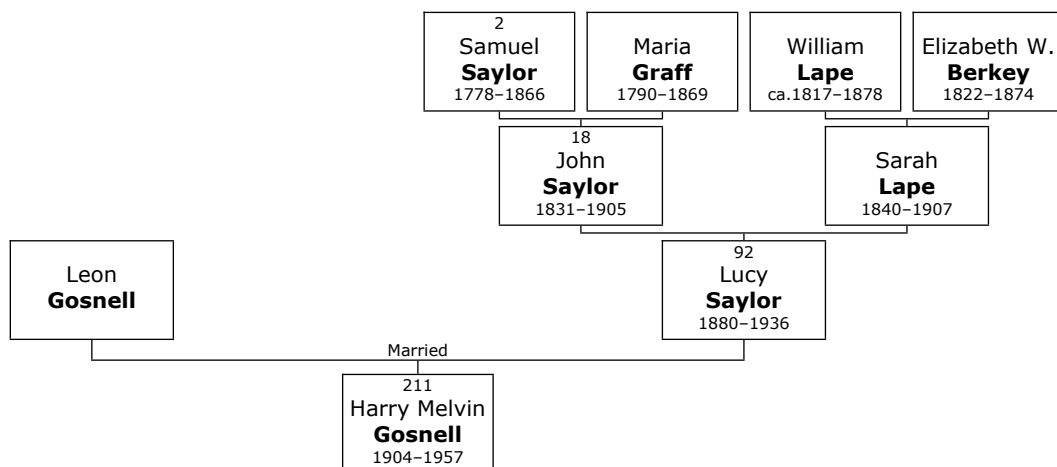 2
Samuel
Saylor
1778–1866
Maria
Graff
1790–1869
William
Lape
ca.1817–1878
Elizabeth W.
Berkey
1822–1874
18
John
Saylor
1831–1905
Sarah
Lape
1840–1907
Leon
Gosnell
92
Lucy
Saylor
1880–1936
Married
211
Harry Melvin
Gosnell
1904–1957